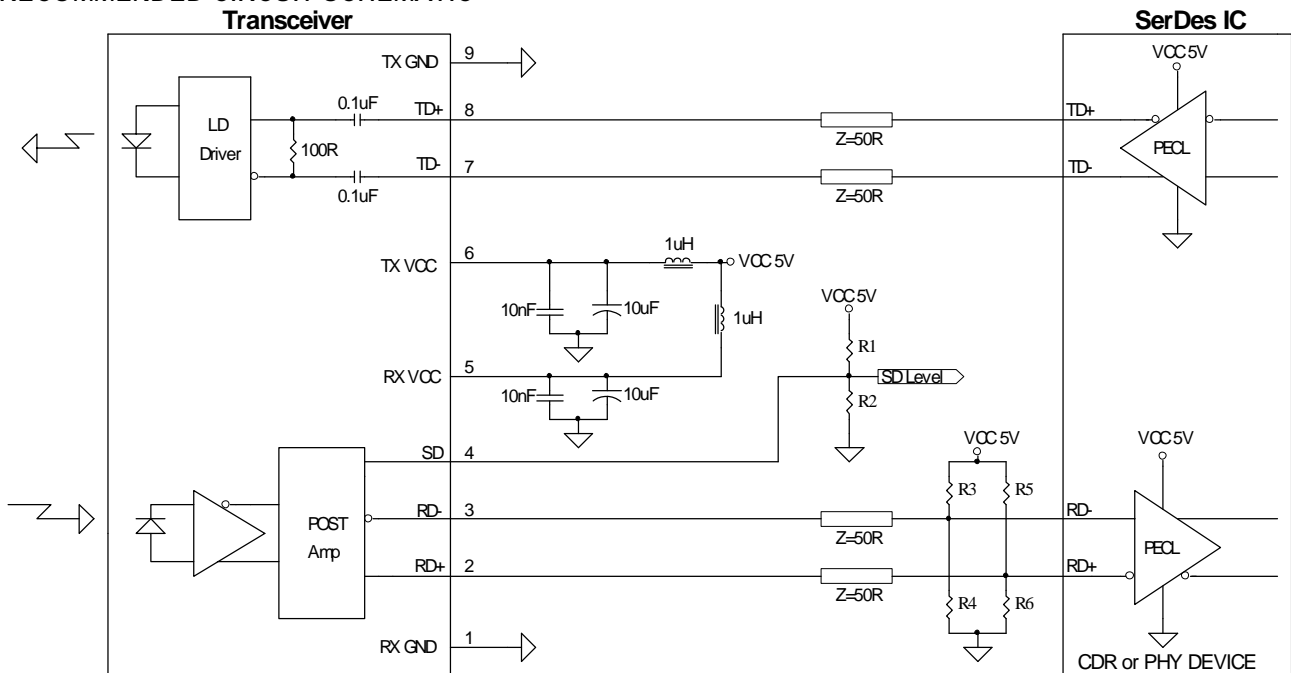 RECOMMENDED CIRCUIT SCHEMATIC
Transceiver
SerDes IC
TX GND 9
VCC 5V
0.1uF
TD+ 8
TD+
LD
Driver
100R
Z=50R
PECL
TD- 7
TD-
0.1uF
Z=50R
1uH
TX VCC 6
VCC 5V
10nF
10uF
1uH
VCC 5V
R1
RX VCC 5
SD Level
10nF
10uF
R2
SD 4
VCC 5V
VCC 5V
R3
R5
RD- 3
RD-
POST
Amp
Z=50R
PECL
RD+ 2
RD+
Z=50R
R4
R6
RX GND 1
CDR or PHY DEVICE